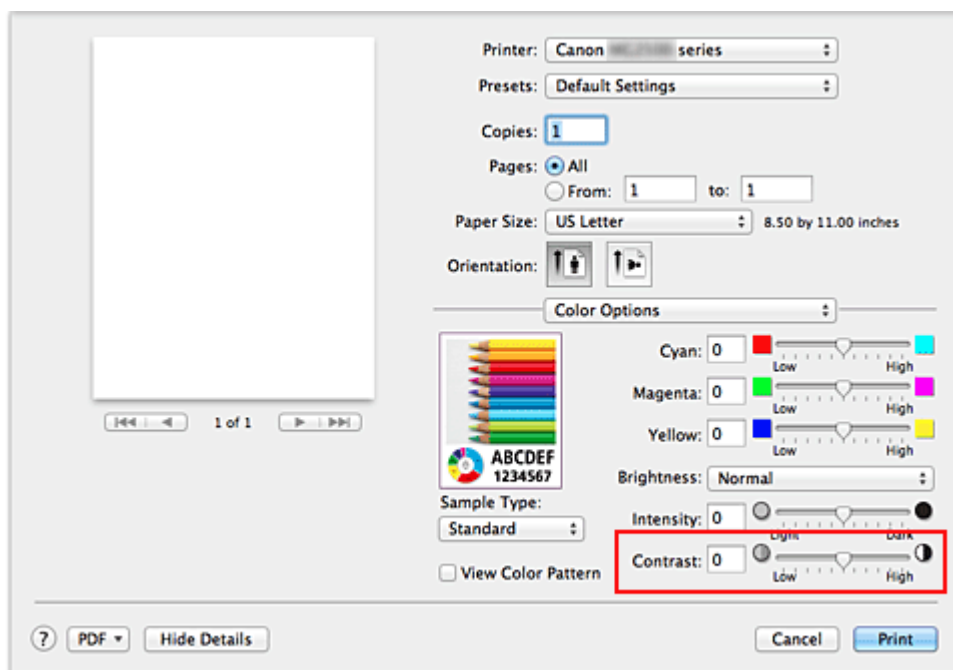 Printer: Canon series
Presets: Default Settings
Copies: 1
Pages: All
From: 1 to: 1
Paper Size: US Letter 8.50 by 11.00 inches
Orientation:
Color Options
Cyan: 0
Low High
Magenta: 0
Low High
Yellow: 0
Low High
Brightness: Normal
Intensity: 0
Light Dark
Contrast: 0
Low High
ABCDEF
1234567
Sample Type:
Standard
View Color Pattern
1 of 1
? PDF Hide Details Cancel Print